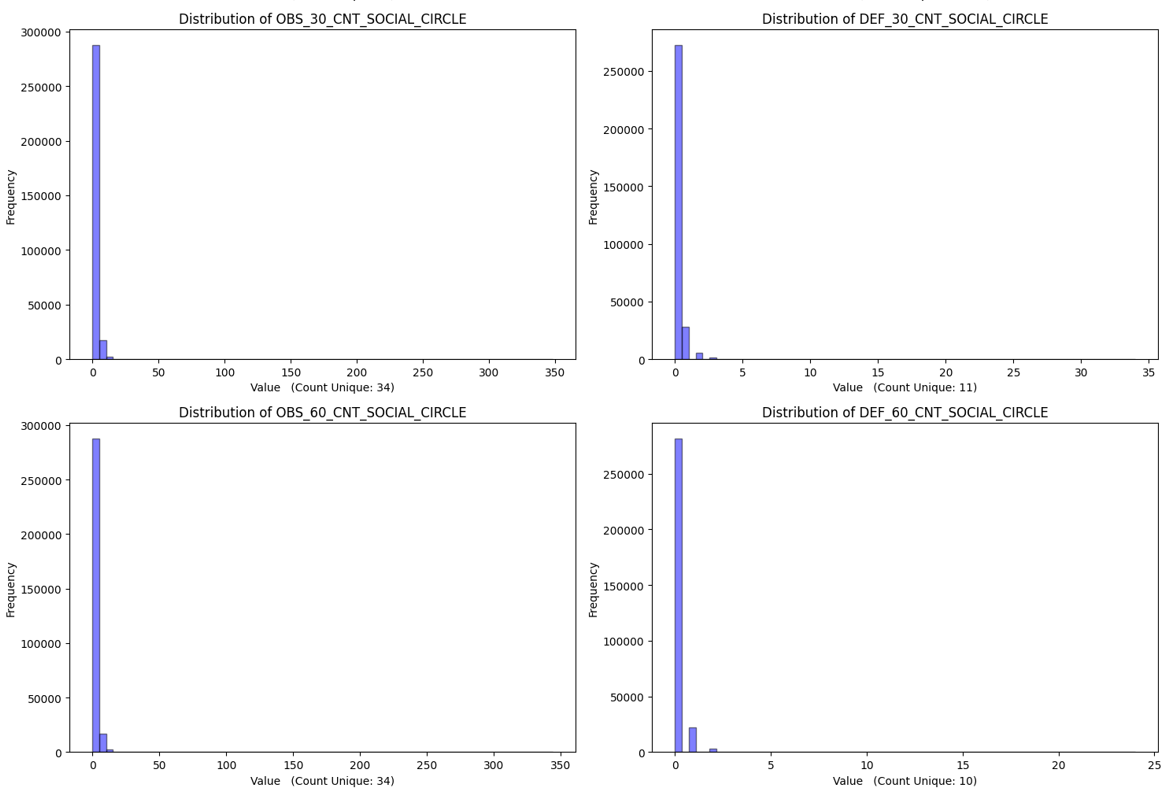 Distribution of OBS_30_CNT_SOCIAL_CIRCLE
300000
250000
200000
150000
100000
50000
0
Frequency
0 50 100 150 200 250 300 350
Value (Count Unique: 34)
Distribution of DEF_30_CNT_SOCIAL_CIRCLE
250000
200000
150000
100000
50000
0
Frequency
0 5 10 15 20 25 30 35
Value (Count Unique: 11)
Distribution of OBS_60_CNT_SOCIAL_CIRCLE
300000
250000
200000
150000
100000
50000
0
Frequency
0 50 100 150 200 250 300 350
Value (Count Unique: 34)
Distribution of DEF_60_CNT_SOCIAL_CIRCLE
250000
200000
150000
100000
50000
0
Frequency
0 5 10 15 20 25
Value (Count Unique: 10)